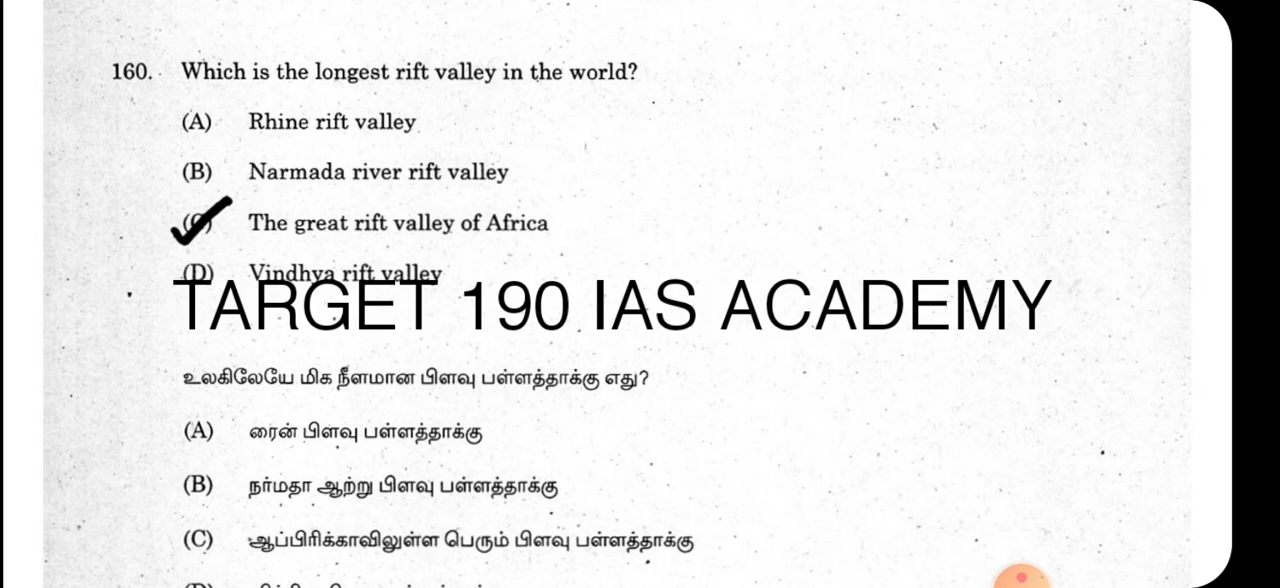 160. Which is the longest rift valley in the world?
(A) Rhine rift valley
(B) Narmada river rift valley
(C) The great rift valley of Africa
(D) Vindhya rift valley
TARGET 190 IAS ACADEMY
உலகிலேயே மிக நீளமான பிளவு பள்ளத்தாக்கு எது?
(A) ரைன் பிளவு பள்ளத்தாக்கு
(B) நர்மதா ஆற்று பிளவு பள்ளத்தாக்கு
(C) ஆப்பிரிக்காவிலுள்ள பெரும் பிளவு பள்ளத்தாக்கு